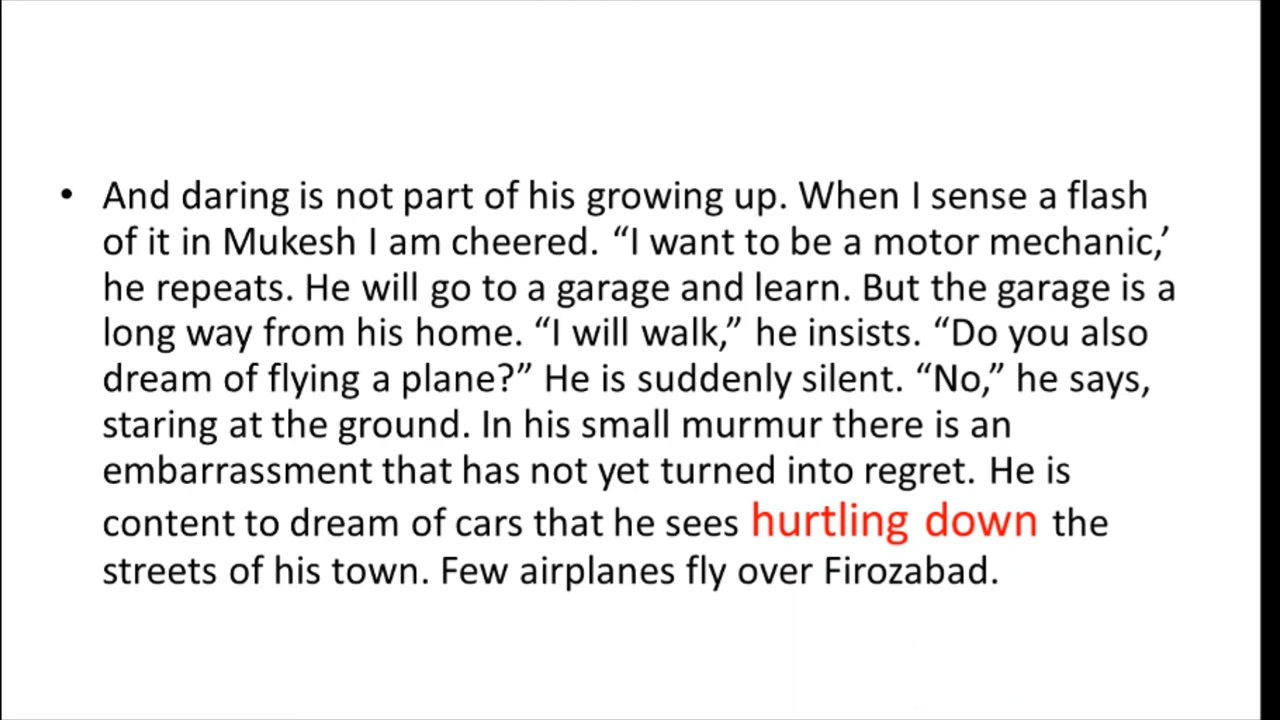 • And daring is not part of his growing up. When I sense a flash
of it in Mukesh I am cheered. “I want to be a motor mechanic,’
he repeats. He will go to a garage and learn. But the garage is a
long way from his home. “I will walk,” he insists. “Do you also
dream of flying a plane?” He is suddenly silent. “No,” he says,
staring at the ground. In his small murmur there is an
embarrassment that has not yet turned into regret. He is
content to dream of cars that he sees hurtling down the
streets of his town. Few airplanes fly over Firozabad.